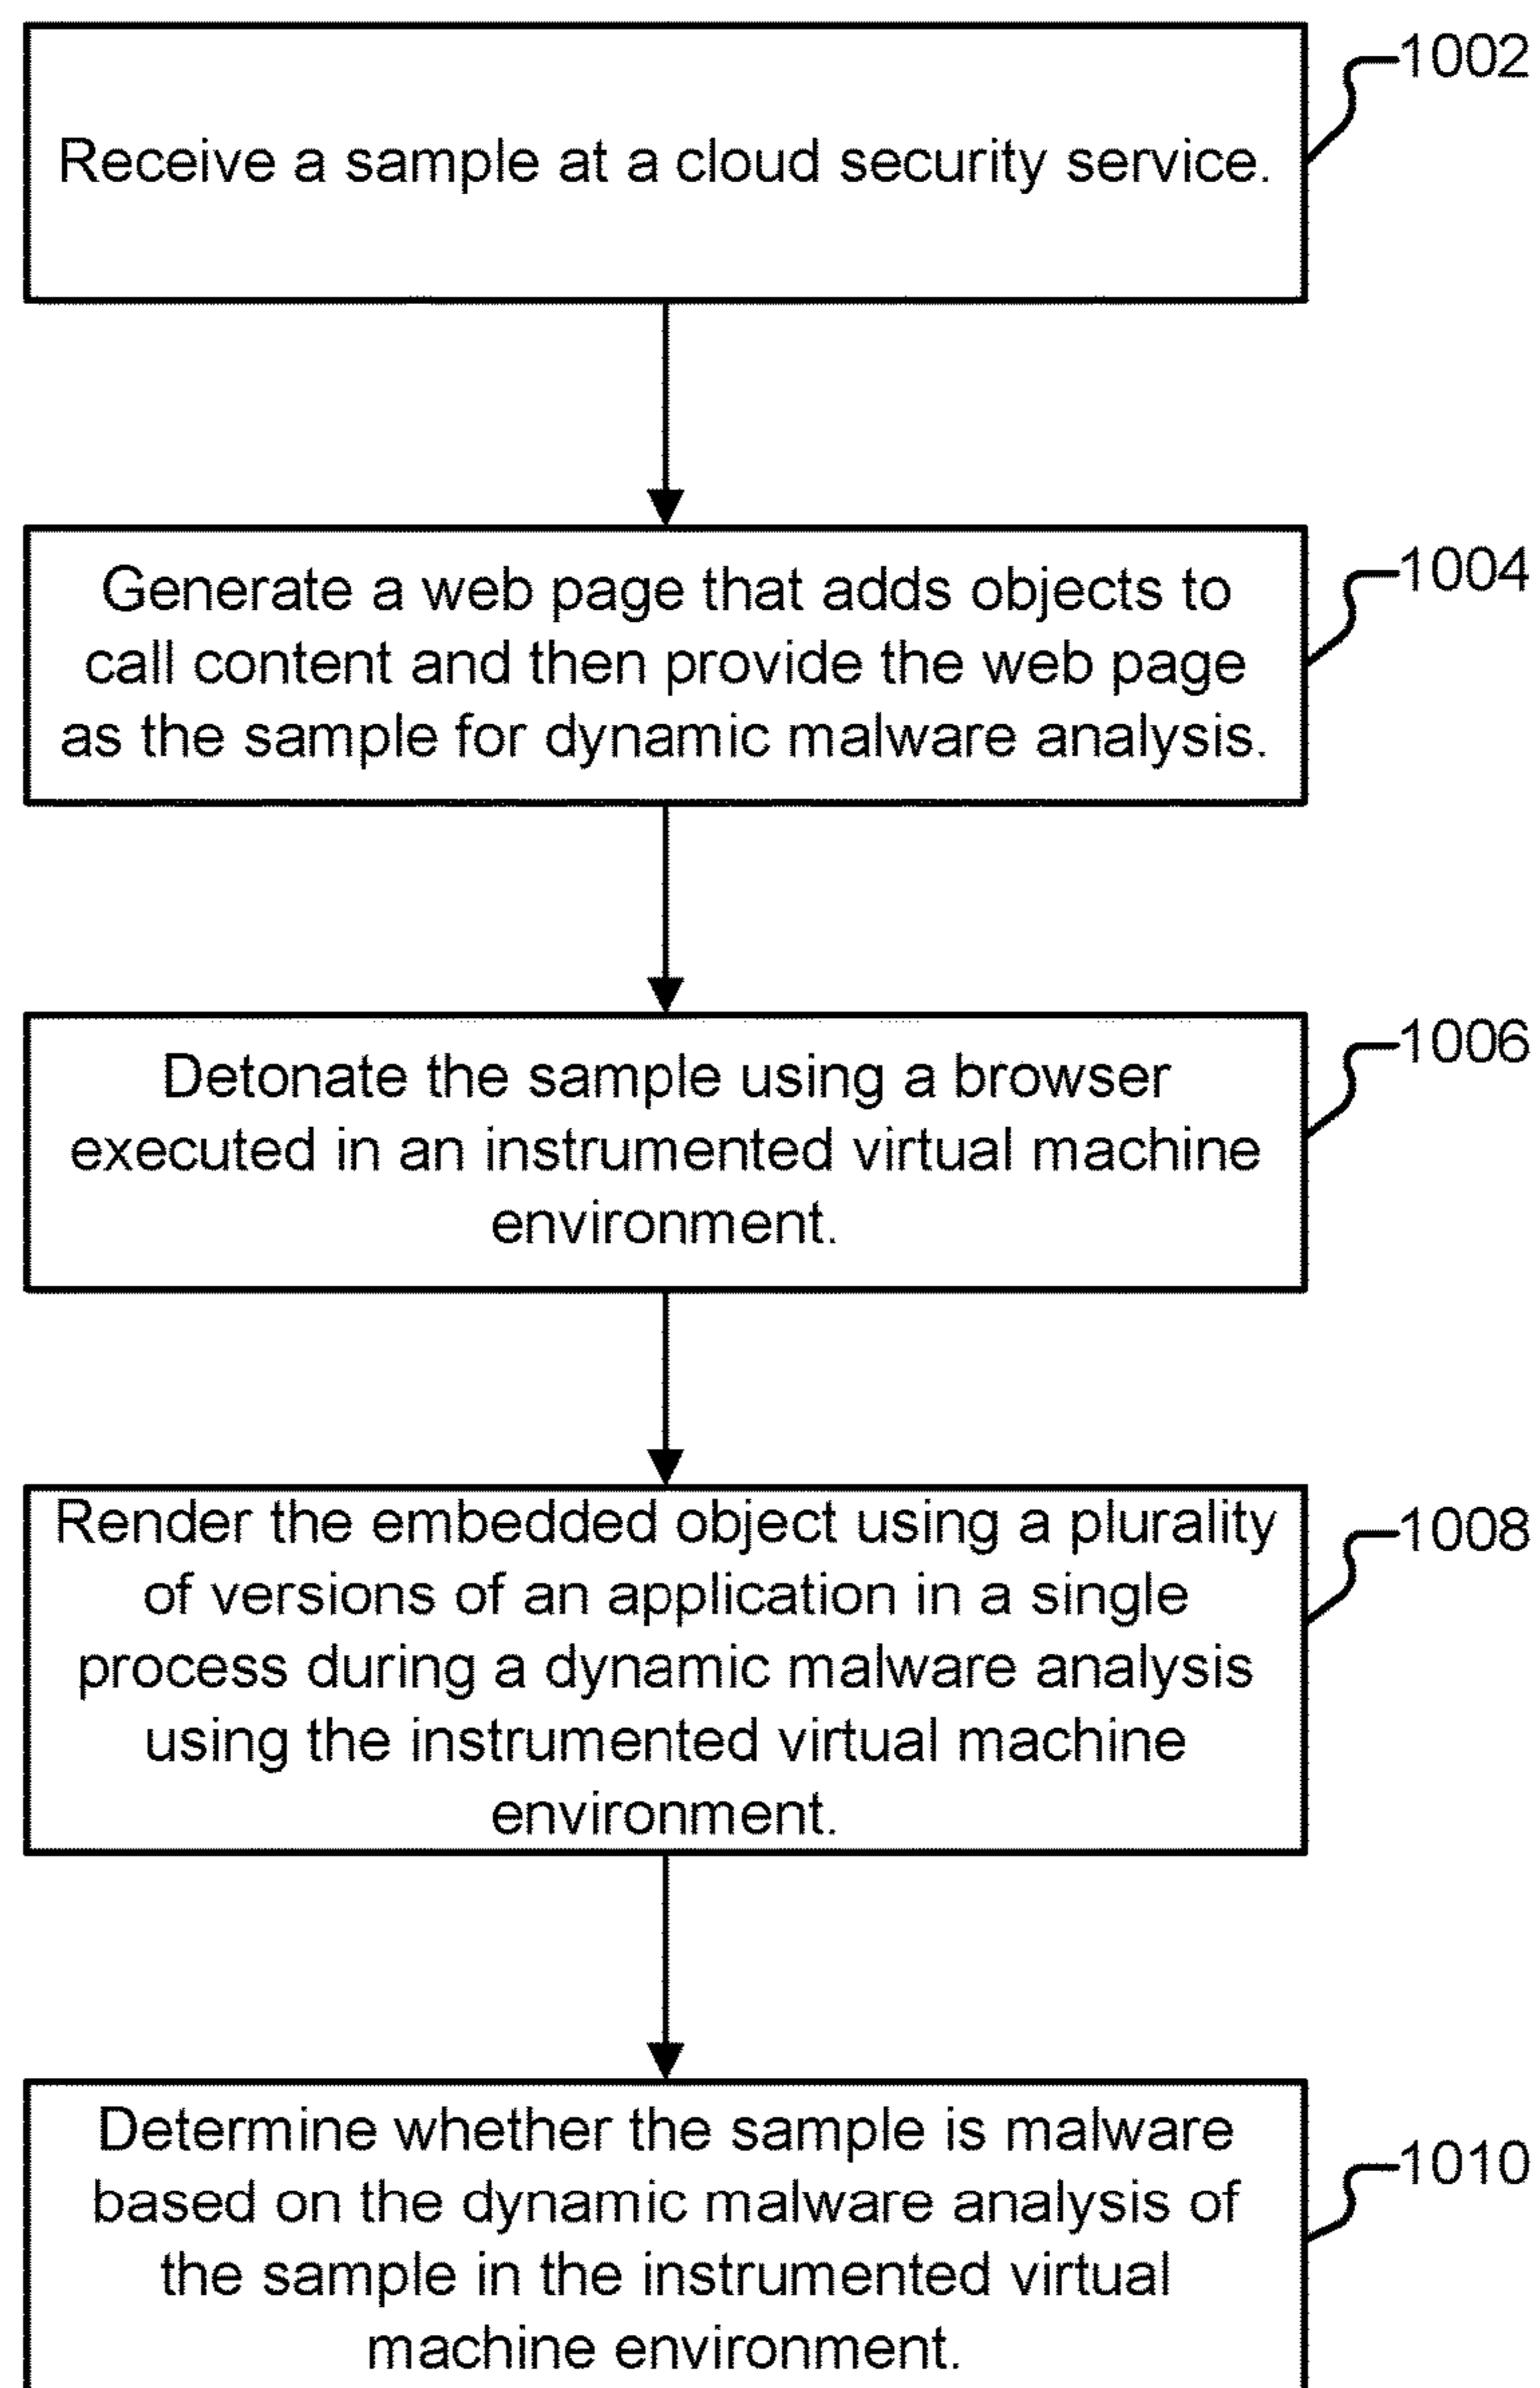 1002
Receive a sample at a cloud security service.
1004
Generate a web page that adds objects to
call content and then provide the web page
as the sample for dynamic malware analysis.
1006
Detonate the sample using a browser
executed in an instrumented virtual machine
environment.
1008
Render the embedded object using a plurality
of versions of an application in a single
process during a dynamic malware analysis
using the instrumented virtual machine
environment.
1010
Determine whether the sample is malware
based on the dynamic malware analysis of
the sample in the instrumented virtual
machine environment.